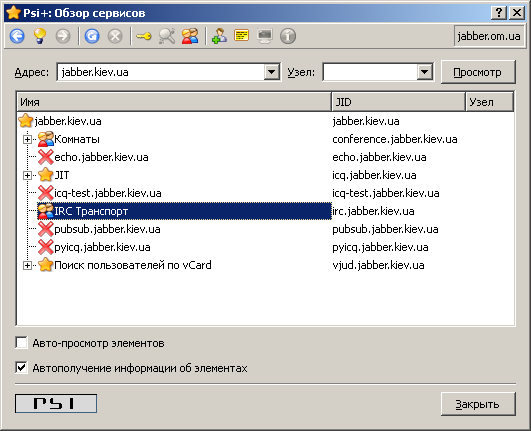 Psi+: Обзор сервисов
jabber.om.ua
Адрес: jabber.kiev.ua Узел: Просмотр
Имя JID Узел
jabber.kiev.ua jabber.kiev.ua
Комнаты conference.jabber.kiev.ua
echo.jabber.kiev.ua echo.jabber.kiev.ua
JIT icq.jabber.kiev.ua
icq-test.jabber.kiev.ua icq-test.jabber.kiev.ua
IRC Транспорт irc.jabber.kiev.ua
pubsub.jabber.kiev.ua pubsub.jabber.kiev.ua
pyicq.jabber.kiev.ua pyicq.jabber.kiev.ua
Поиск пользователей по vCard vjud.jabber.kiev.ua
Авто-просмотр элементов
Автополучение информации об элементах
PSI Закрыть